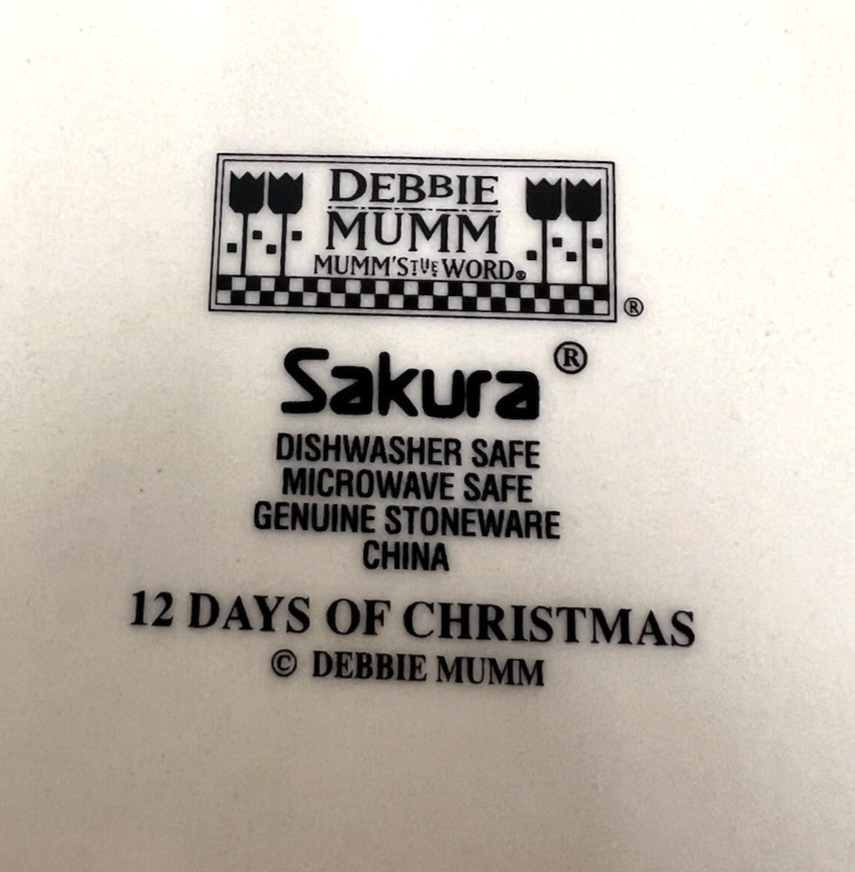 DEBBIE
MUMM
MUMM'S THE WORD®
®
Sakura®
DISHWASHER SAFE
MICROWAVE SAFE
GENUINE STONEWARE
CHINA
12 DAYS OF CHRISTMAS
© DEBBIE MUMM